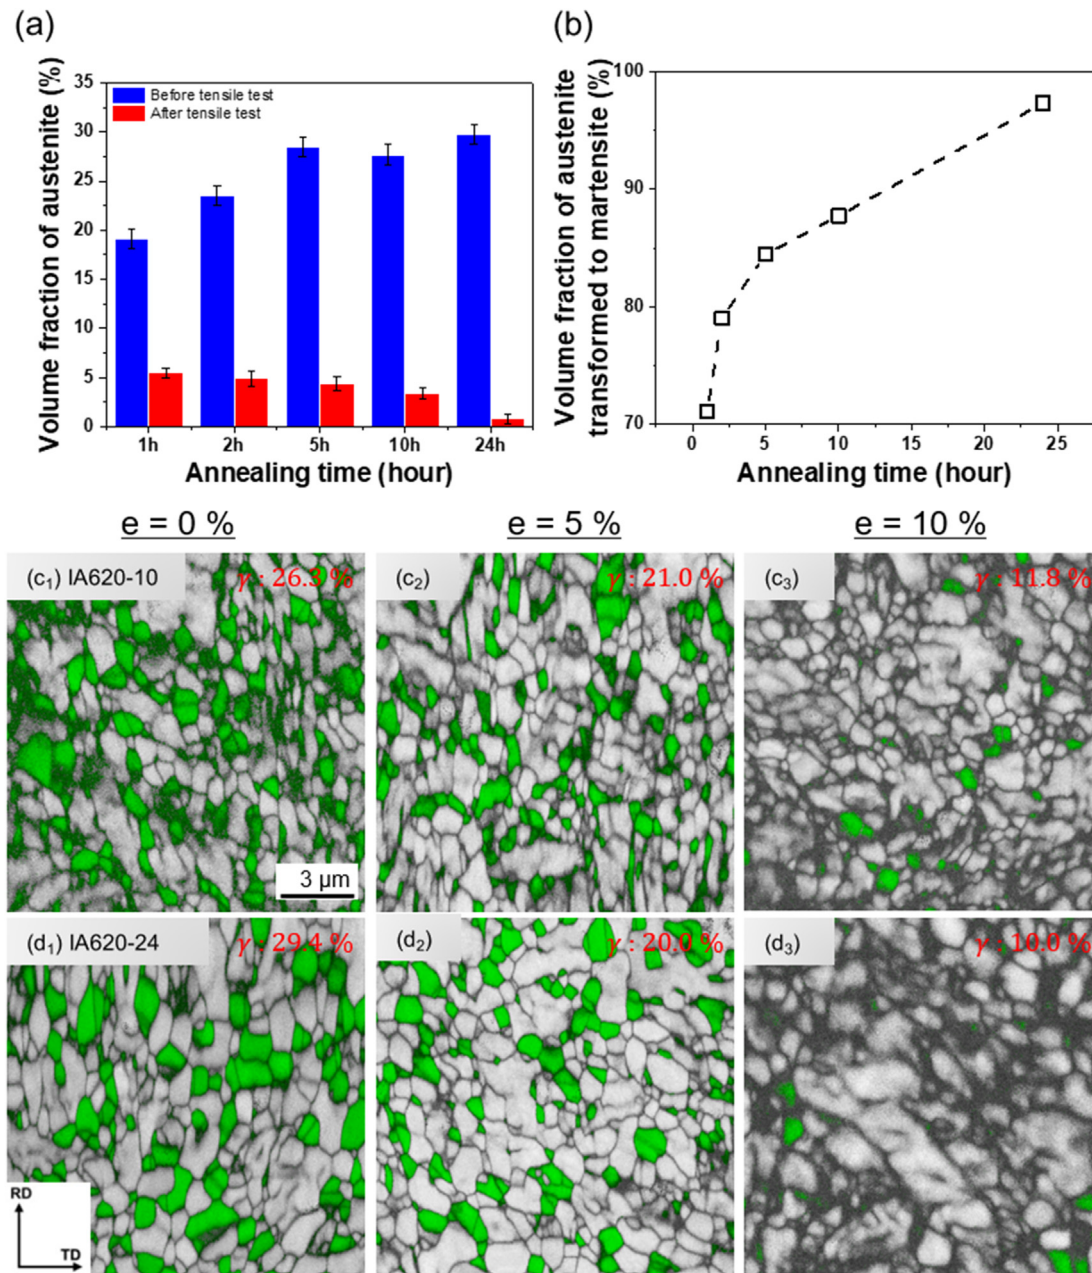 (a)
Volume fraction of austenite (%)
35
30
25
20
15
10
5
0
Before tensile test
After tensile test
1h 2h 5h 10h 24h
Annealing time (hour)
(b)
Volume fraction of austenite
transformed to martensite (%)
100
90
80
70
0 5 10 15 20 25
Annealing time (hour)
e = 0 % e = 5 % e = 10 %
(c₁) IA620-10 γ : 26.3 %
3 μm
(c₂) γ : 21.0 %
(c₃) γ : 11.8 %
(d₁) IA620-24 γ : 29.4 %
RD
TD
(d₂) γ : 20.0 %
(d₃) γ : 10.0 %